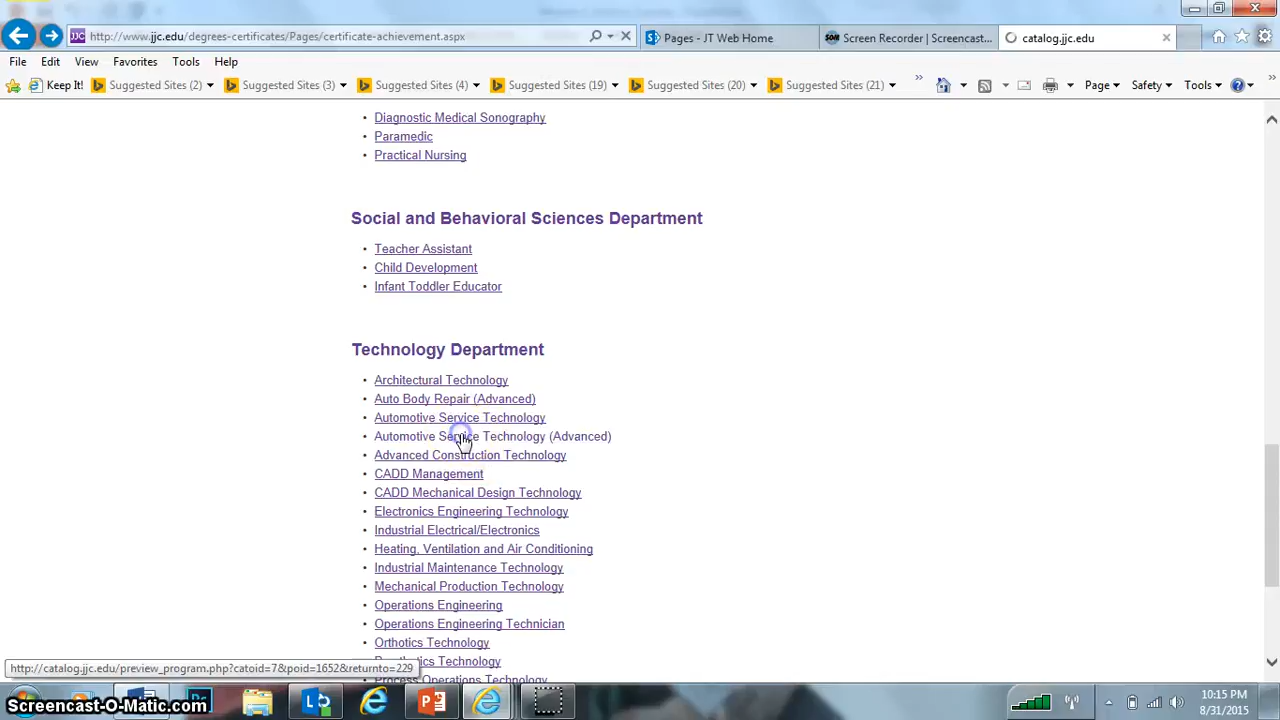 http://www.jjc.edu/degrees-certificates/Pages/certificate-achievement.aspx
Pages - JT Web Home
SOM Screen Recorder | Screencast...
catalog.jjc.edu
File Edit View Favorites Tools Help
Keep It! Suggested Sites (2) Suggested Sites (3) Suggested Sites (4) Suggested Sites (19) Suggested Sites (20) Suggested Sites (21) » Page Safety Tools »
• Diagnostic Medical Sonography
• Paramedic
• Practical Nursing
Social and Behavioral Sciences Department
• Teacher Assistant
• Child Development
• Infant Toddler Educator
Technology Department
• Architectural Technology
• Auto Body Repair (Advanced)
• Automotive Service Technology
• Automotive Service Technology (Advanced)
• Advanced Construction Technology
• CADD Management
• CADD Mechanical Design Technology
• Electronics Engineering Technology
• Industrial Electrical/Electronics
• Heating, Ventilation and Air Conditioning
• Industrial Maintenance Technology
• Mechanical Production Technology
• Operations Engineering
• Operations Engineering Technician
• Orthotics Technology
Technology
Process Operations Technology
http://catalog.jjc.edu/preview_program.php?catoid=7&poid=1652&returnto=229
Screencast-O-Matic.com
10:15 PM
8/31/2015